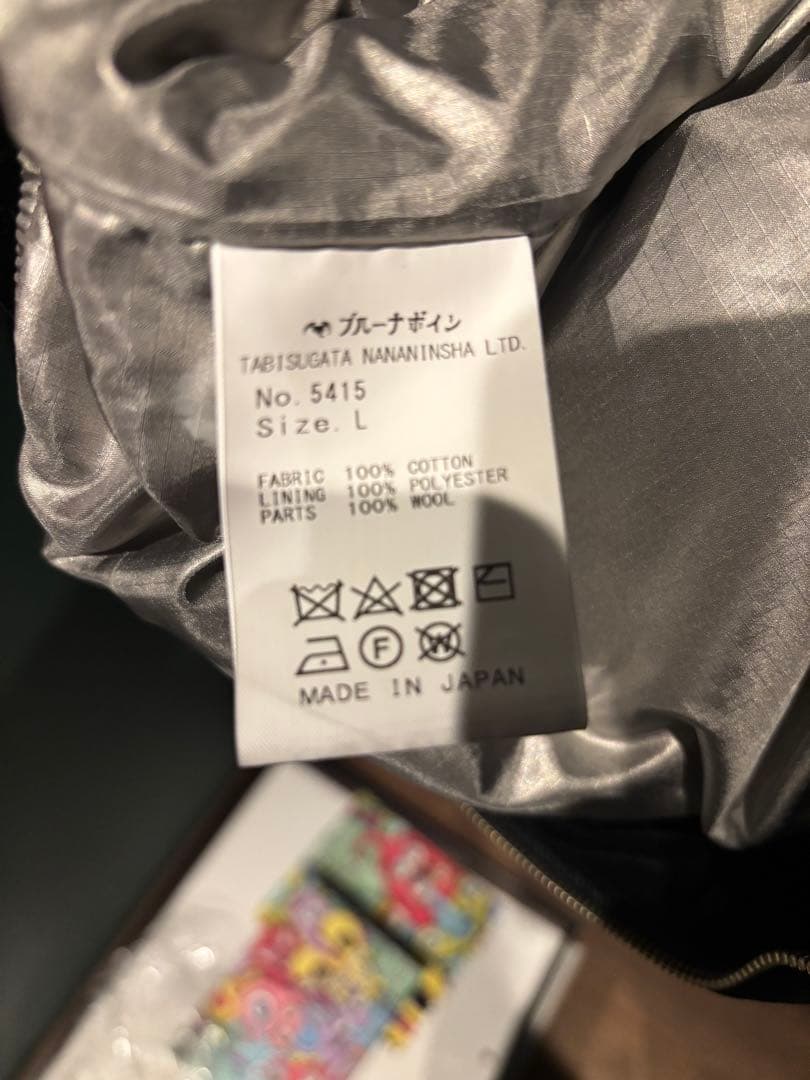 ブルーナボイン
TABISUGATA NANANINSHA LTD.
No. 5415
Size. L
FABRIC 100% COTTON
LINING 100% POLYESTER
PARTS 100% WOOL
F
W
MADE IN JAPAN